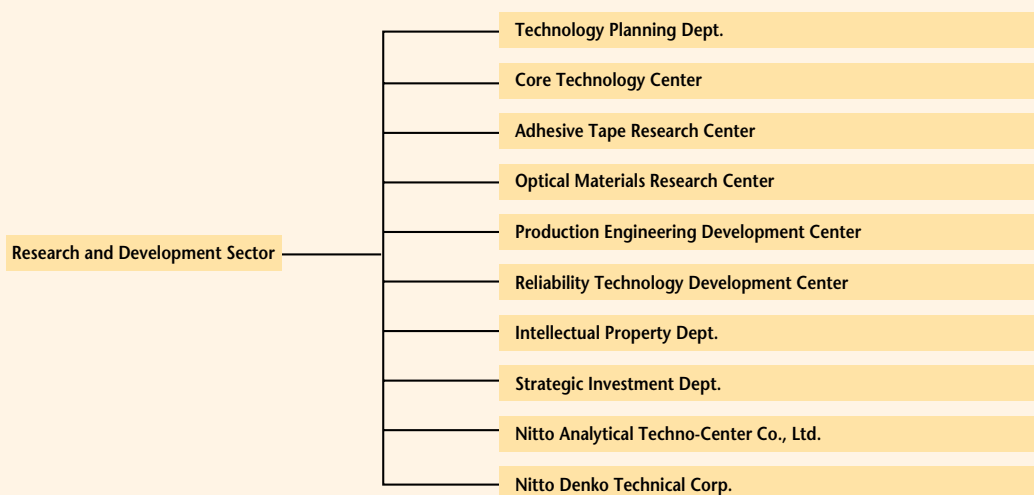 Technology Planning Dept.
Core Technology Center
Adhesive Tape Research Center
Optical Materials Research Center
Production Engineering Development Center
Research and Development Sector
Reliability Technology Development Center
Intellectual Property Dept.
Strategic Investment Dept.
Nitto Analytical Techno-Center Co., Ltd.
Nitto Denko Technical Corp.